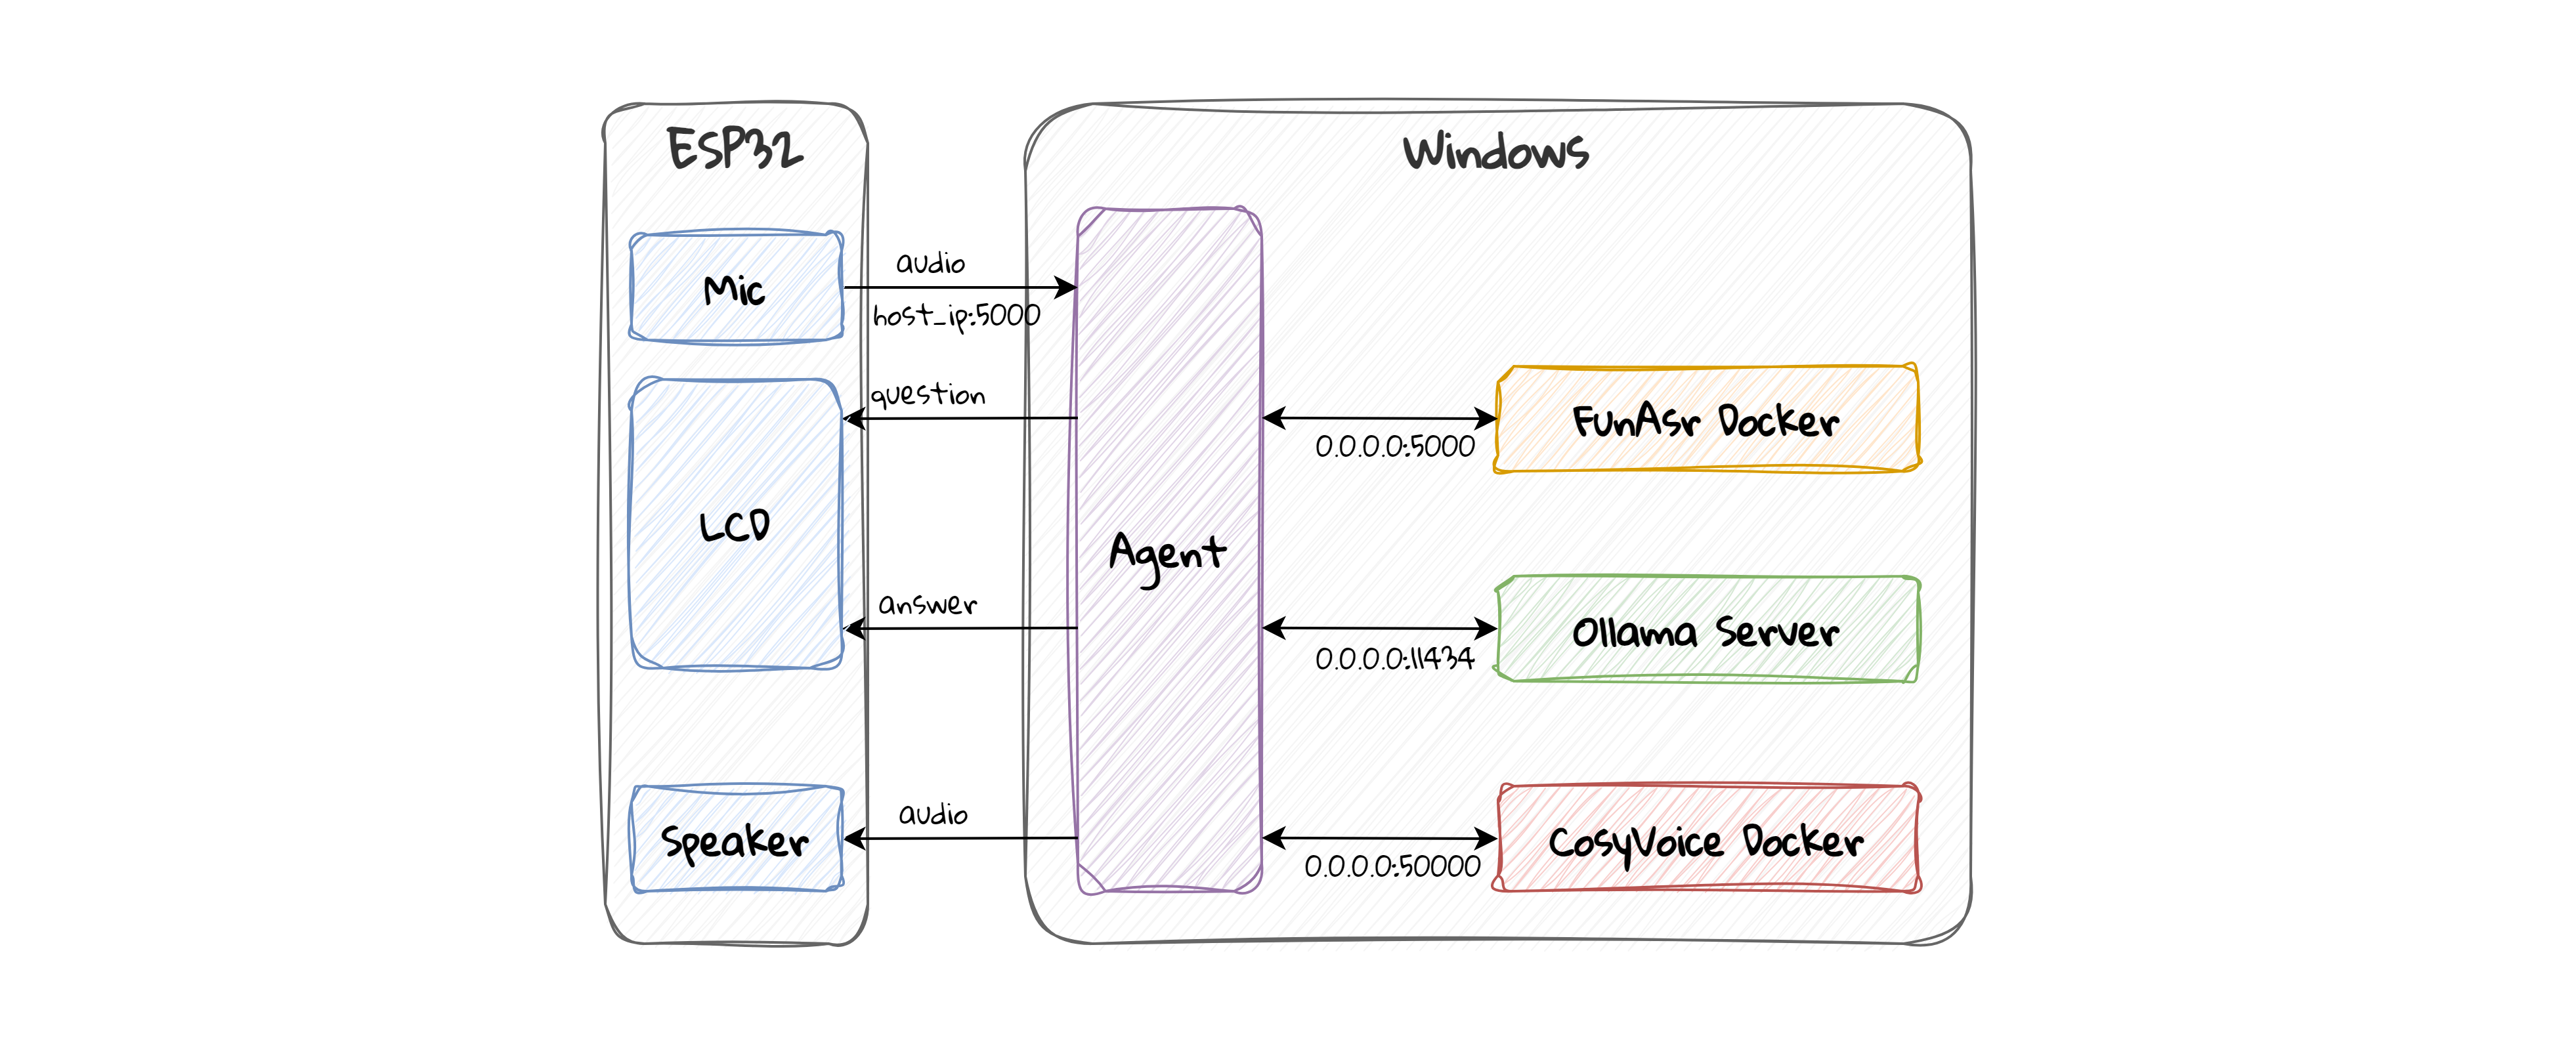 ESP32
Mic
LCD
Speaker
audio
host_ip:5000
question
answer
audio
Windows
Agent
0.0.0.0:5000
0.0.0.0:11434
0.0.0.0:50000
FunAsr Docker
Ollama Server
CosyVoice Docker